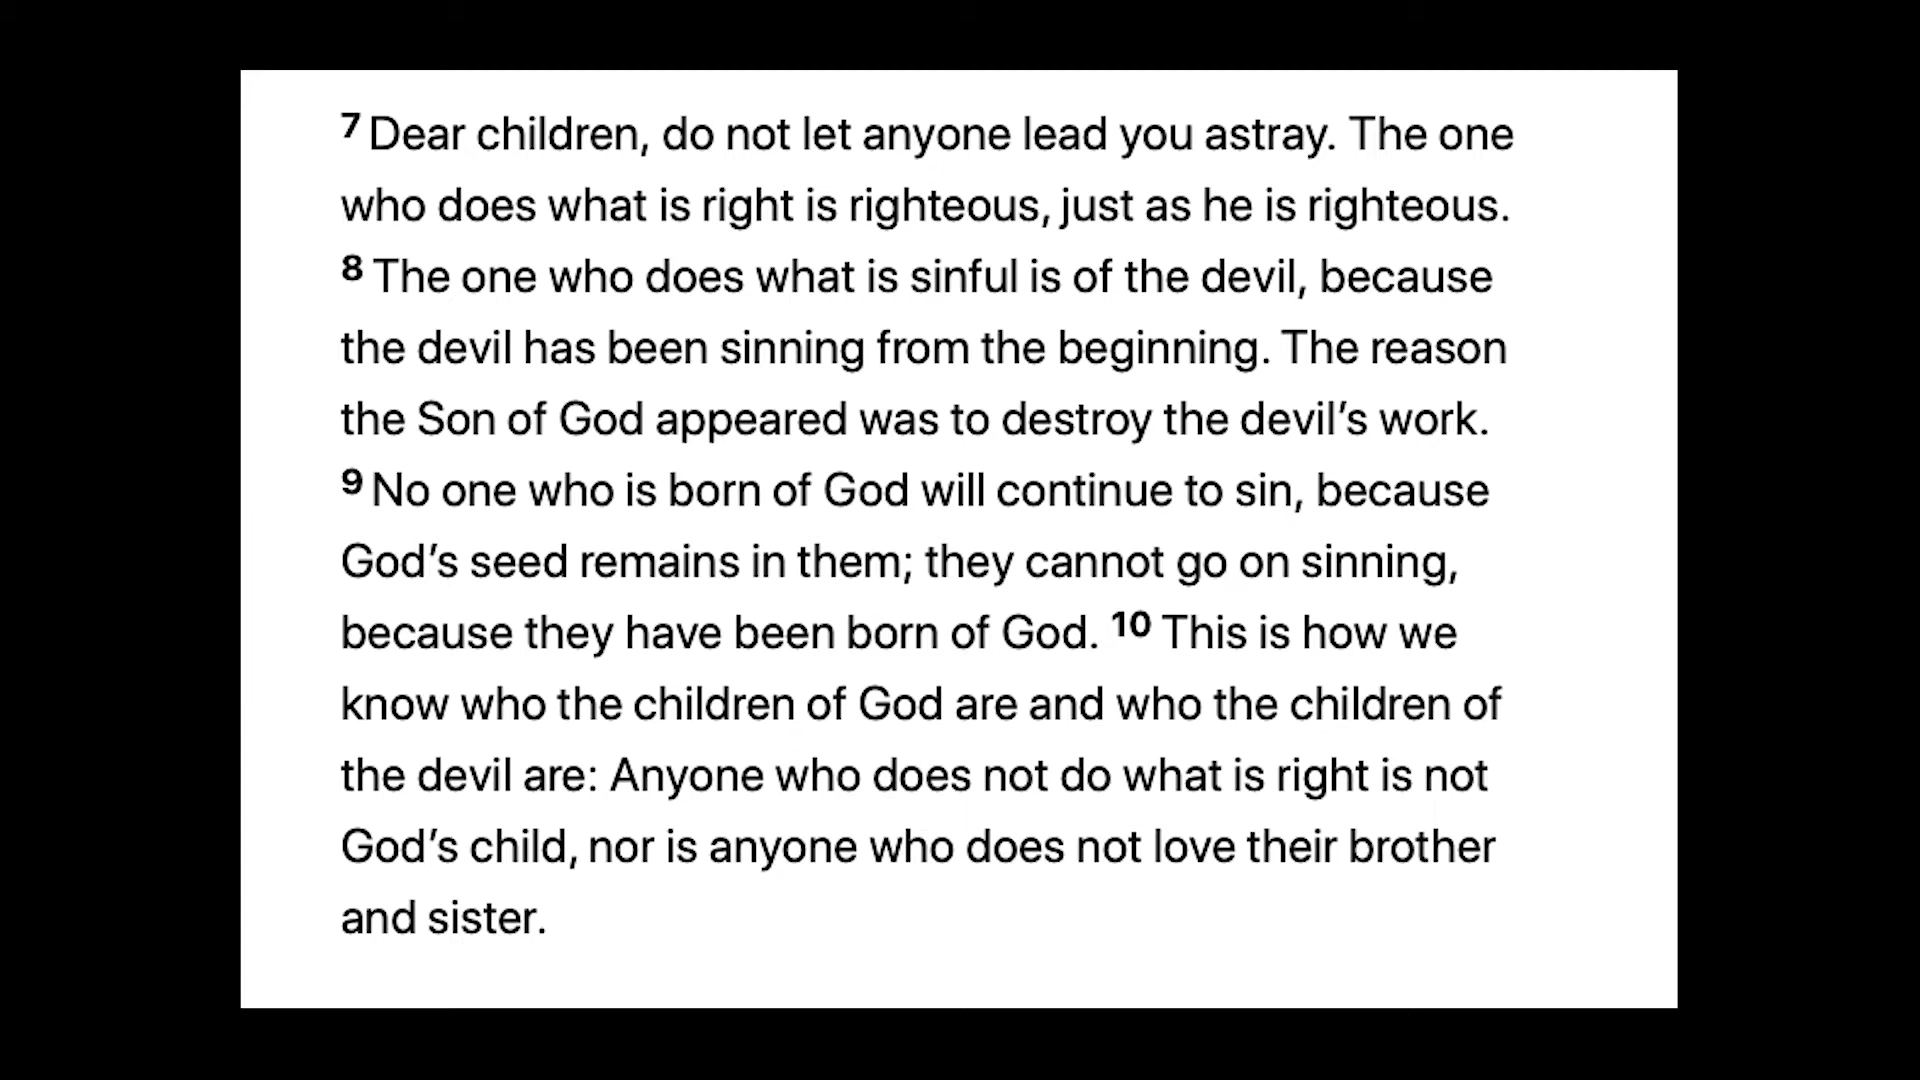 7 Dear children, do not let anyone lead you astray. The one
who does what is right is righteous, just as he is righteous.
8 The one who does what is sinful is of the devil, because
the devil has been sinning from the beginning. The reason
the Son of God appeared was to destroy the devil’s work.
9 No one who is born of God will continue to sin, because
God’s seed remains in them; they cannot go on sinning,
because they have been born of God. 10 This is how we
know who the children of God are and who the children of
the devil are: Anyone who does not do what is right is not
God’s child, nor is anyone who does not love their brother
and sister.